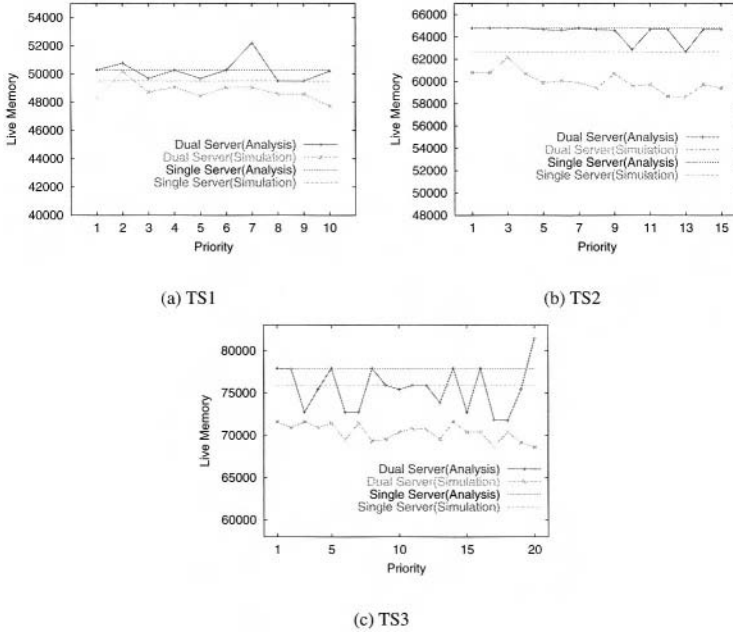 54000
52000
50000
48000
46000
44000
42000
40000
Live Memory
Dual Server(Analysis)
Dual Server(Simulation)
Single Server(Analysis)
Single Server(Simulation)
1 2 3 4 5 6 7 8 9 10
Priority
(a) TS1
66000
64000
62000
60000
58000
56000
54000
52000
50000
48000
Live Memory
Dual Server(Analysis)
Dual Server(Simulation)
Single Server(Analysis)
Single Server(Simulation)
1 3 5 7 9 11 13 15
Priority
(b) TS2
80000
75000
70000
65000
60000
Live Memory
Dual Server(Analysis)
Dual Server(Simulation)
Single Server(Analysis)
Single Server(Simulation)
1 5 10 15 20
Priority
(c) TS3